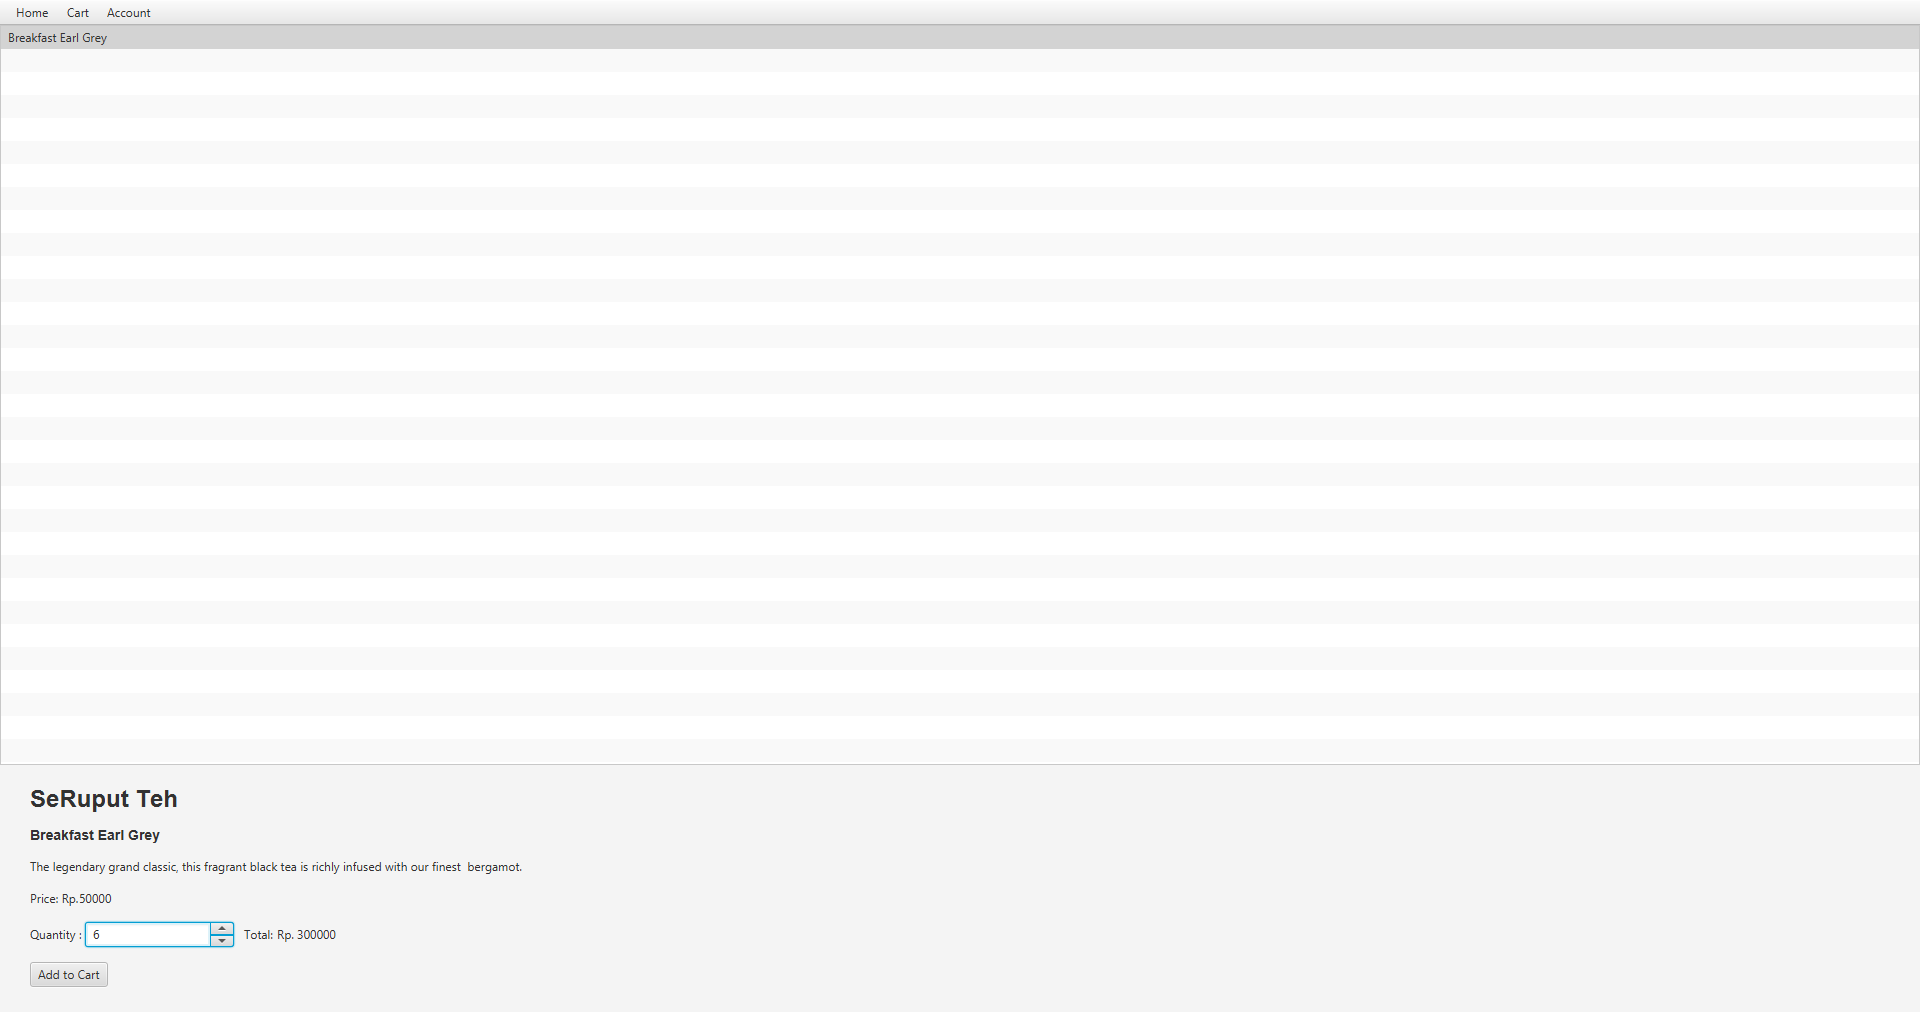 Home Cart Account
Breakfast Earl Grey
SeRuput Teh
Breakfast Earl Grey
The legendary grand classic, this fragrant black tea is richly infused with our finest  bergamot.
Price: Rp.50000
Quantity : 6 Total: Rp. 300000
Add to Cart